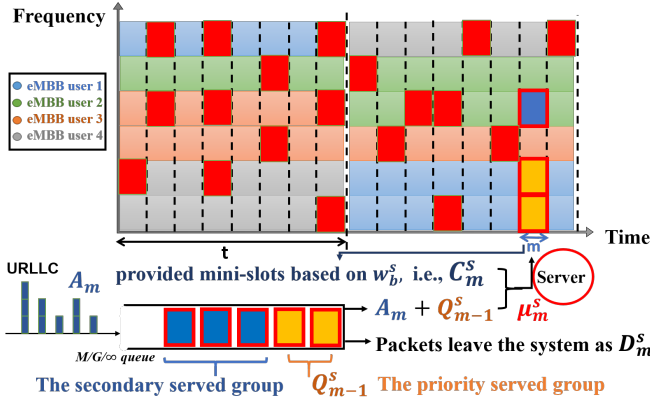 Frequency
eMBB user 1
eMBB user 2
eMBB user 3
eMBB user 4
Time
t
m
URLLC
A_m
provided mini-slots based on w_b^s, i.e., C_m^s
Server
A_m + Q_{m-1}^s
μ_m^s
M/G/∞ queue
Packets leave the system as D_m^s
The secondary served group
Q_{m-1}^s The priority served group